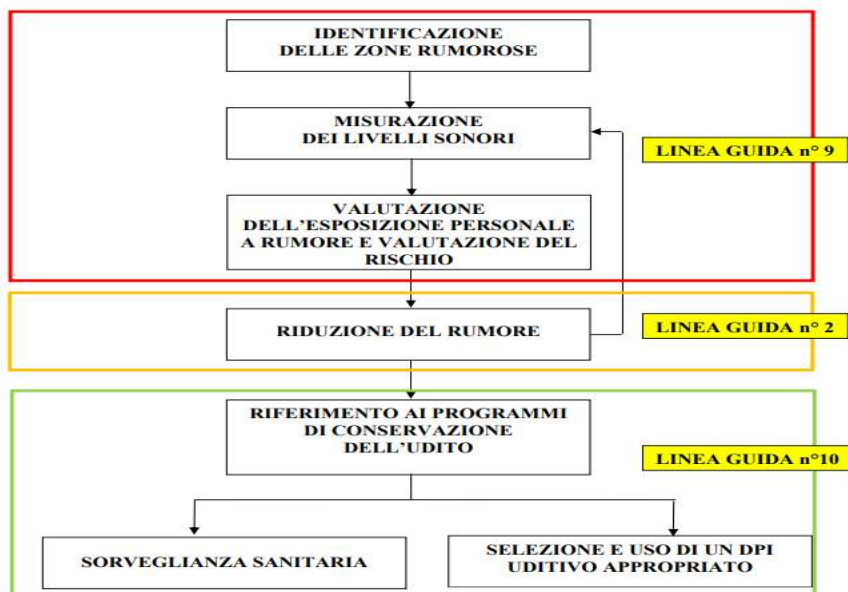 IDENTIFICAZIONE
DELLE ZONE RUMOROSE
MISURAZIONE
DEI LIVELLI SONORI
LINEA GUIDA n° 9
VALUTAZIONE
DELL'ESPOSIZIONE PERSONALE
A RUMORE E VALUTAZIONE DEL
RISCHIO
RIDUZIONE DEL RUMORE
LINEA GUIDA n° 2
RIFERIMENTO AI PROGRAMMI
DI CONSERVAZIONE
DELL'UDITO
LINEA GUIDA n°10
SORVEGLIANZA SANITARIA
SELEZIONE E USO DI UN DPI
UDITIVO APPROPRIATO